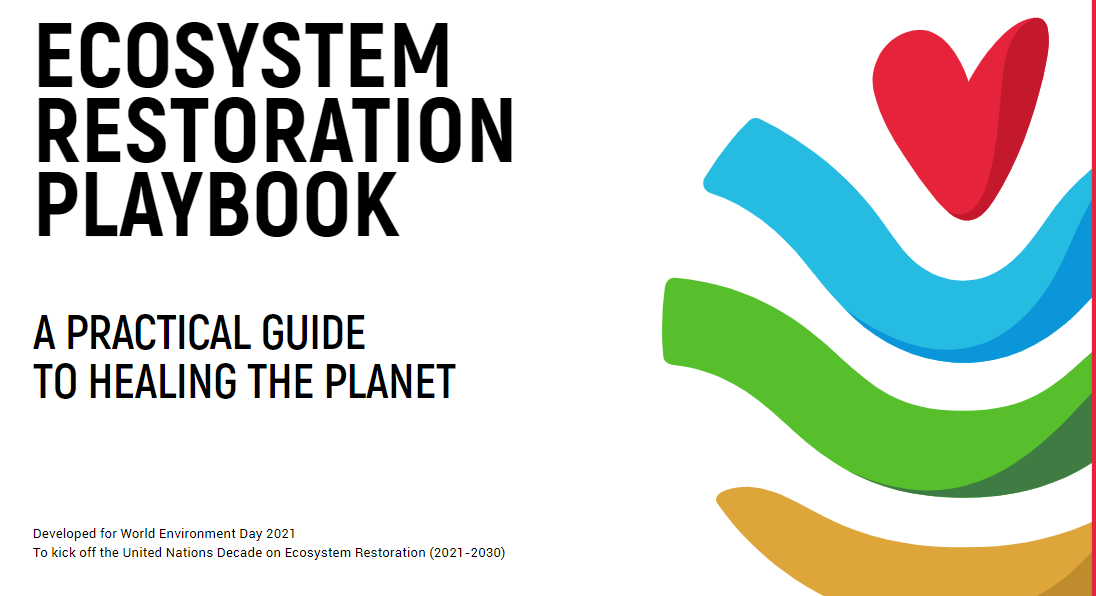 ECOSYSTEM
RESTORATION
PLAYBOOK
A PRACTICAL GUIDE
TO HEALING THE PLANET
Developed for World Environment Day 2021
To kick off the United Nations Decade on Ecosystem Restoration (2021-2030)